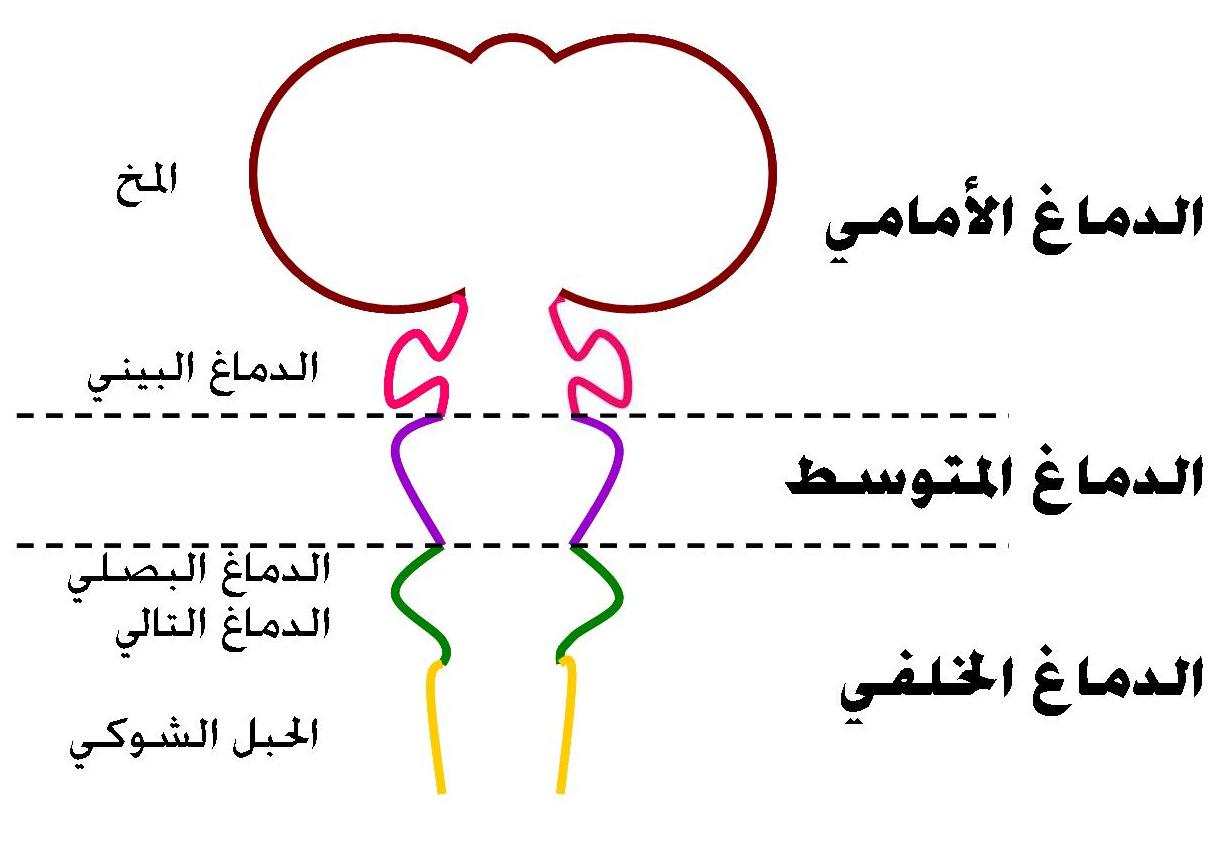 المخ
الدماغ الأمامي
الدماغ البيني
الدماغ المتوسط
الدماغ البصلي
الدماغ التالي
الدماغ الخلفي
الحبل الشوكي